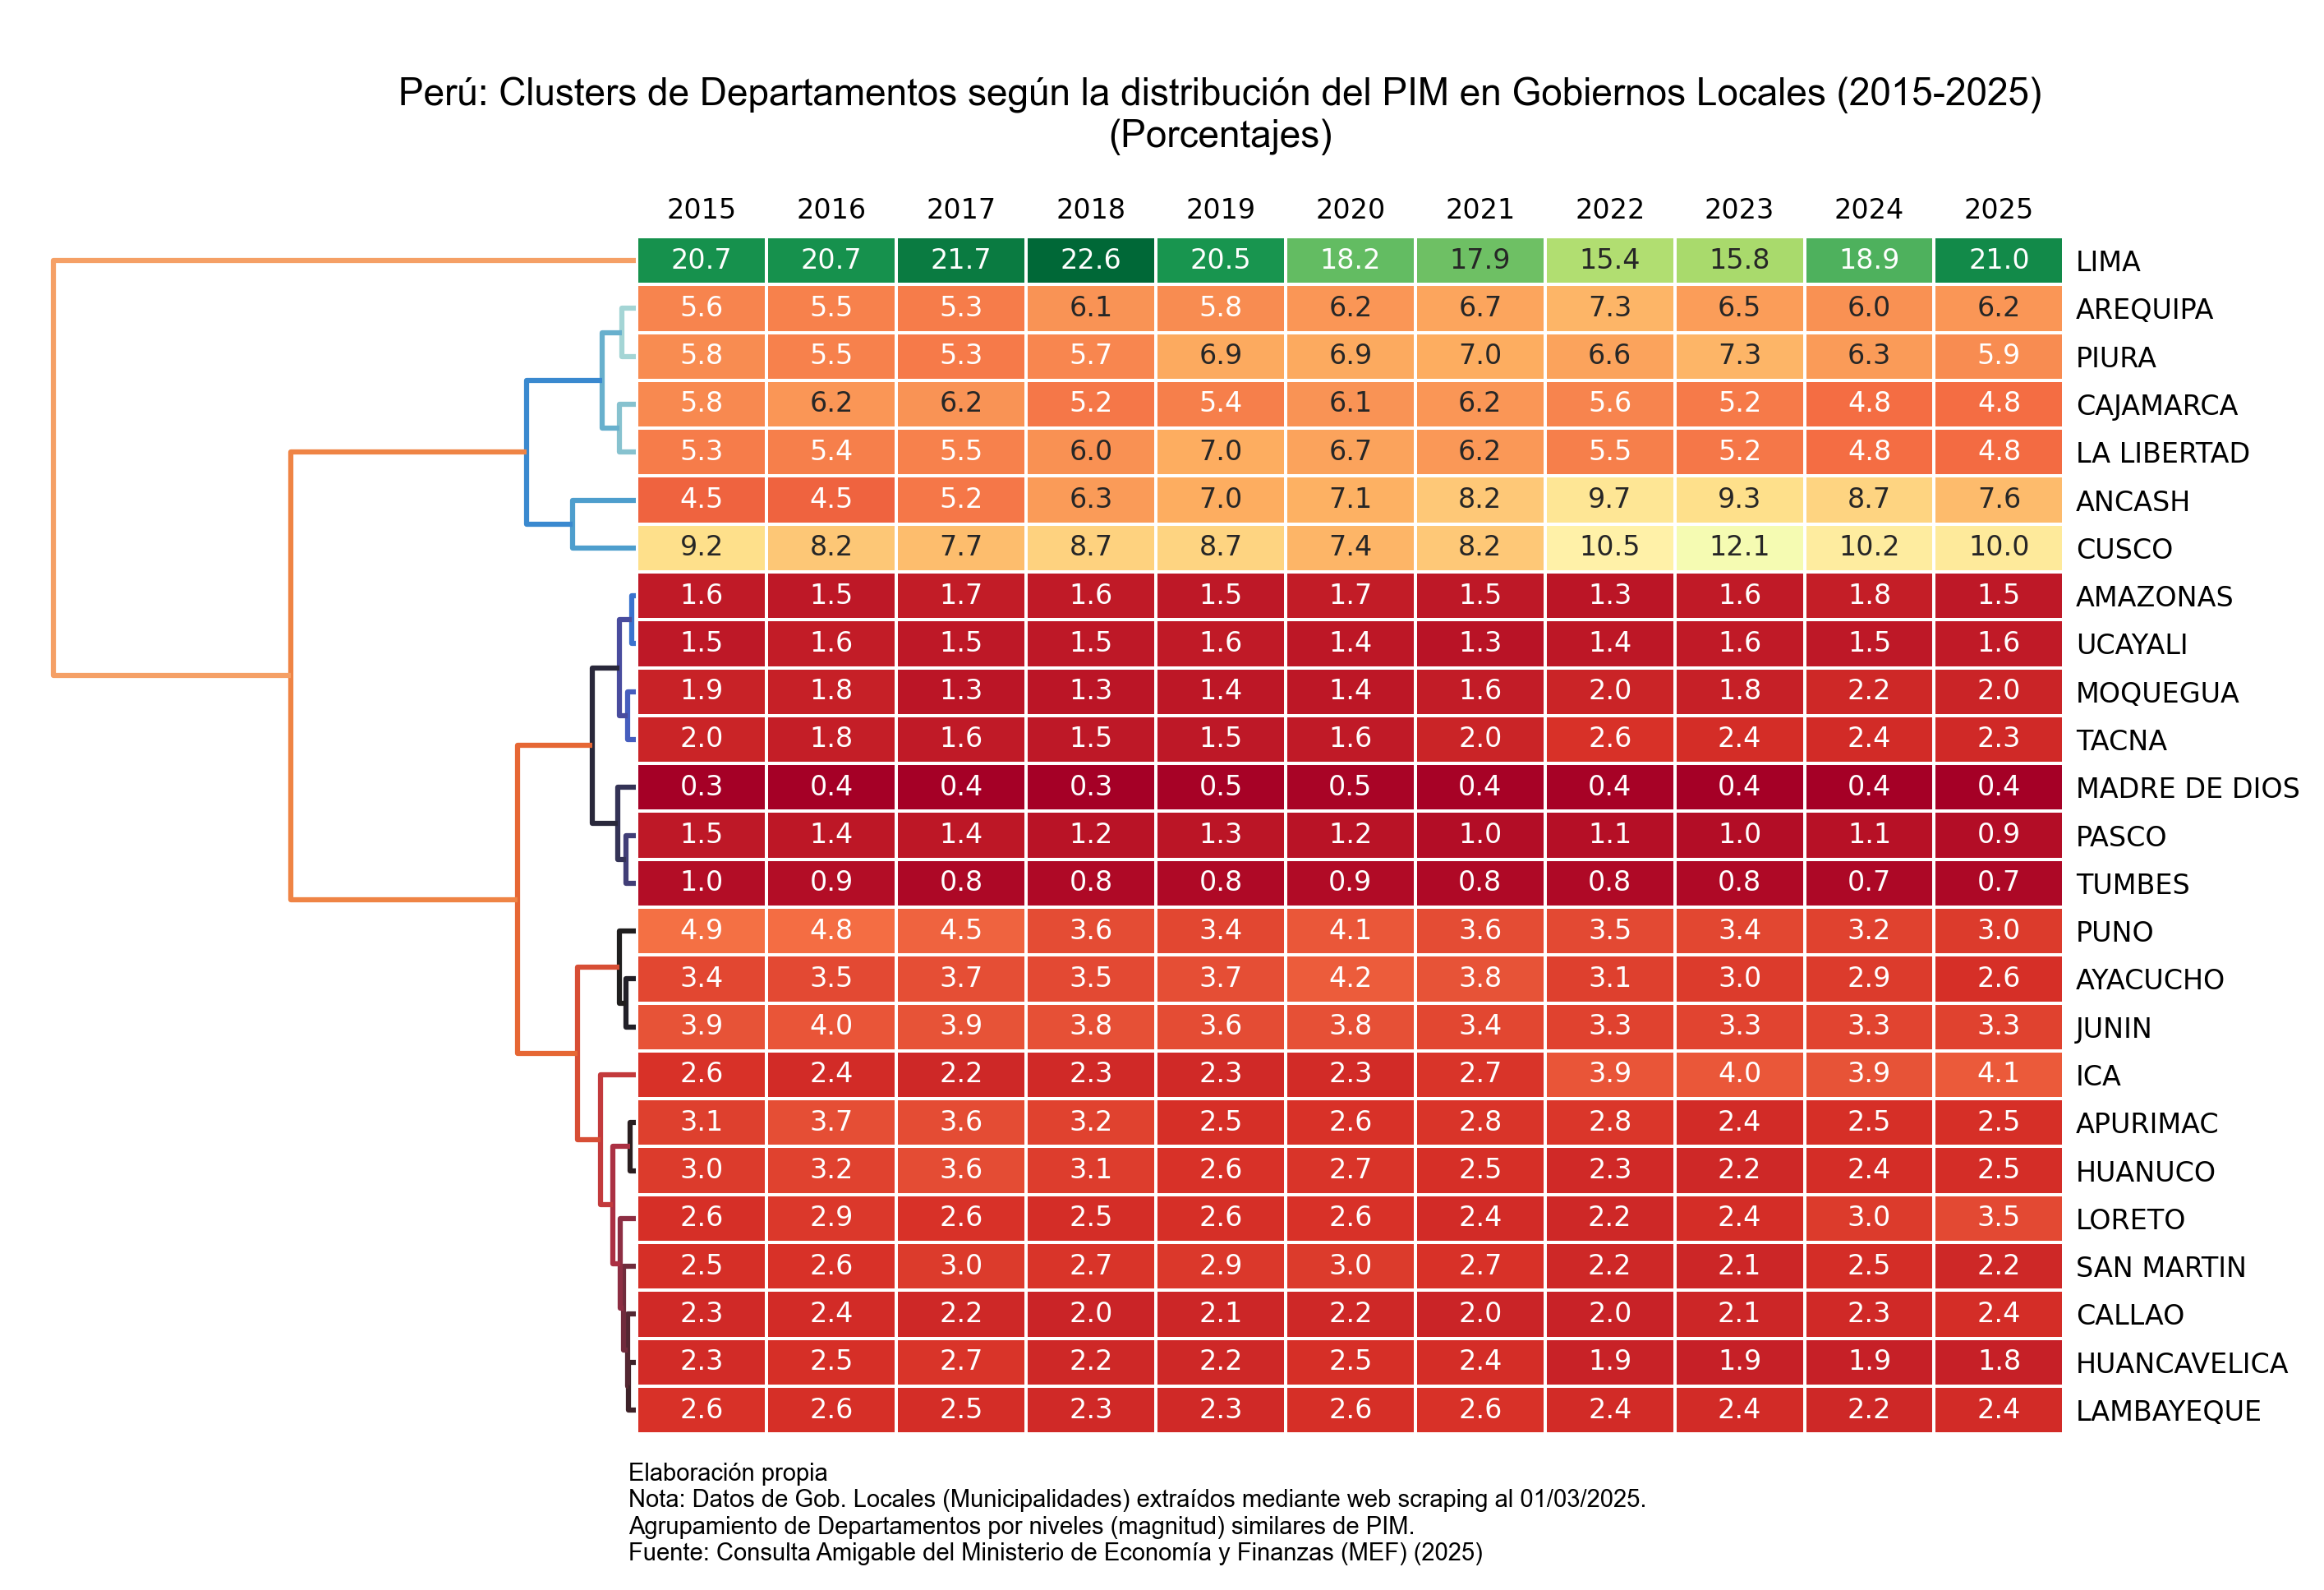 Perú: Clusters de Departamentos según la distribución del PIM en Gobiernos Locales (2015-2025)
(Porcentajes)
2015 2016 2017 2018 2019 2020 2021 2022 2023 2024 2025
20.7 20.7 21.7 22.6 20.5 18.2 17.9 15.4 15.8 18.9 21.0 LIMA
5.6 5.5 5.3 6.1 5.8 6.2 6.7 7.3 6.5 6.0 6.2 AREQUIPA
5.8 5.5 5.3 5.7 6.9 6.9 7.0 6.6 7.3 6.3 5.9 PIURA
5.8 6.2 6.2 5.2 5.4 6.1 6.2 5.6 5.2 4.8 4.8 CAJAMARCA
5.3 5.4 5.5 6.0 7.0 6.7 6.2 5.5 5.2 4.8 4.8 LA LIBERTAD
4.5 4.5 5.2 6.3 7.0 7.1 8.2 9.7 9.3 8.7 7.6 ANCASH
9.2 8.2 7.7 8.7 8.7 7.4 8.2 10.5 12.1 10.2 10.0 CUSCO
1.6 1.5 1.7 1.6 1.5 1.7 1.5 1.3 1.6 1.8 1.5 AMAZONAS
1.5 1.6 1.5 1.5 1.6 1.4 1.3 1.4 1.6 1.5 1.6 UCAYALI
1.9 1.8 1.3 1.3 1.4 1.4 1.6 2.0 1.8 2.2 2.0 MOQUEGUA
2.0 1.8 1.6 1.5 1.5 1.6 2.0 2.6 2.4 2.4 2.3 TACNA
0.3 0.4 0.4 0.3 0.5 0.5 0.4 0.4 0.4 0.4 0.4 MADRE DE DIOS
1.5 1.4 1.4 1.2 1.3 1.2 1.0 1.1 1.0 1.1 0.9 PASCO
1.0 0.9 0.8 0.8 0.8 0.9 0.8 0.8 0.8 0.7 0.7 TUMBES
4.9 4.8 4.5 3.6 3.4 4.1 3.6 3.5 3.4 3.2 3.0 PUNO
3.4 3.5 3.7 3.5 3.7 4.2 3.8 3.1 3.0 2.9 2.6 AYACUCHO
3.9 4.0 3.9 3.8 3.6 3.8 3.4 3.3 3.3 3.3 3.3 JUNIN
2.6 2.4 2.2 2.3 2.3 2.3 2.7 3.9 4.0 3.9 4.1 ICA
3.1 3.7 3.6 3.2 2.5 2.6 2.8 2.8 2.4 2.5 2.5 APURIMAC
3.0 3.2 3.6 3.1 2.6 2.7 2.5 2.3 2.2 2.4 2.5 HUANUCO
2.6 2.9 2.6 2.5 2.6 2.6 2.4 2.2 2.4 3.0 3.5 LORETO
2.5 2.6 3.0 2.7 2.9 3.0 2.7 2.2 2.1 2.5 2.2 SAN MARTIN
2.3 2.4 2.2 2.0 2.1 2.2 2.0 2.0 2.1 2.3 2.4 CALLAO
2.3 2.5 2.7 2.2 2.2 2.5 2.4 1.9 1.9 1.9 1.8 HUANCAVELICA
2.6 2.6 2.5 2.3 2.3 2.6 2.6 2.4 2.4 2.2 2.4 LAMBAYEQUE
Elaboración propia
Nota: Datos de Gob. Locales (Municipalidades) extraídos mediante web scraping al 01/03/2025.
Agrupamiento de Departamentos por niveles (magnitud) similares de PIM.
Fuente: Consulta Amigable del Ministerio de Economía y Finanzas (MEF) (2025)